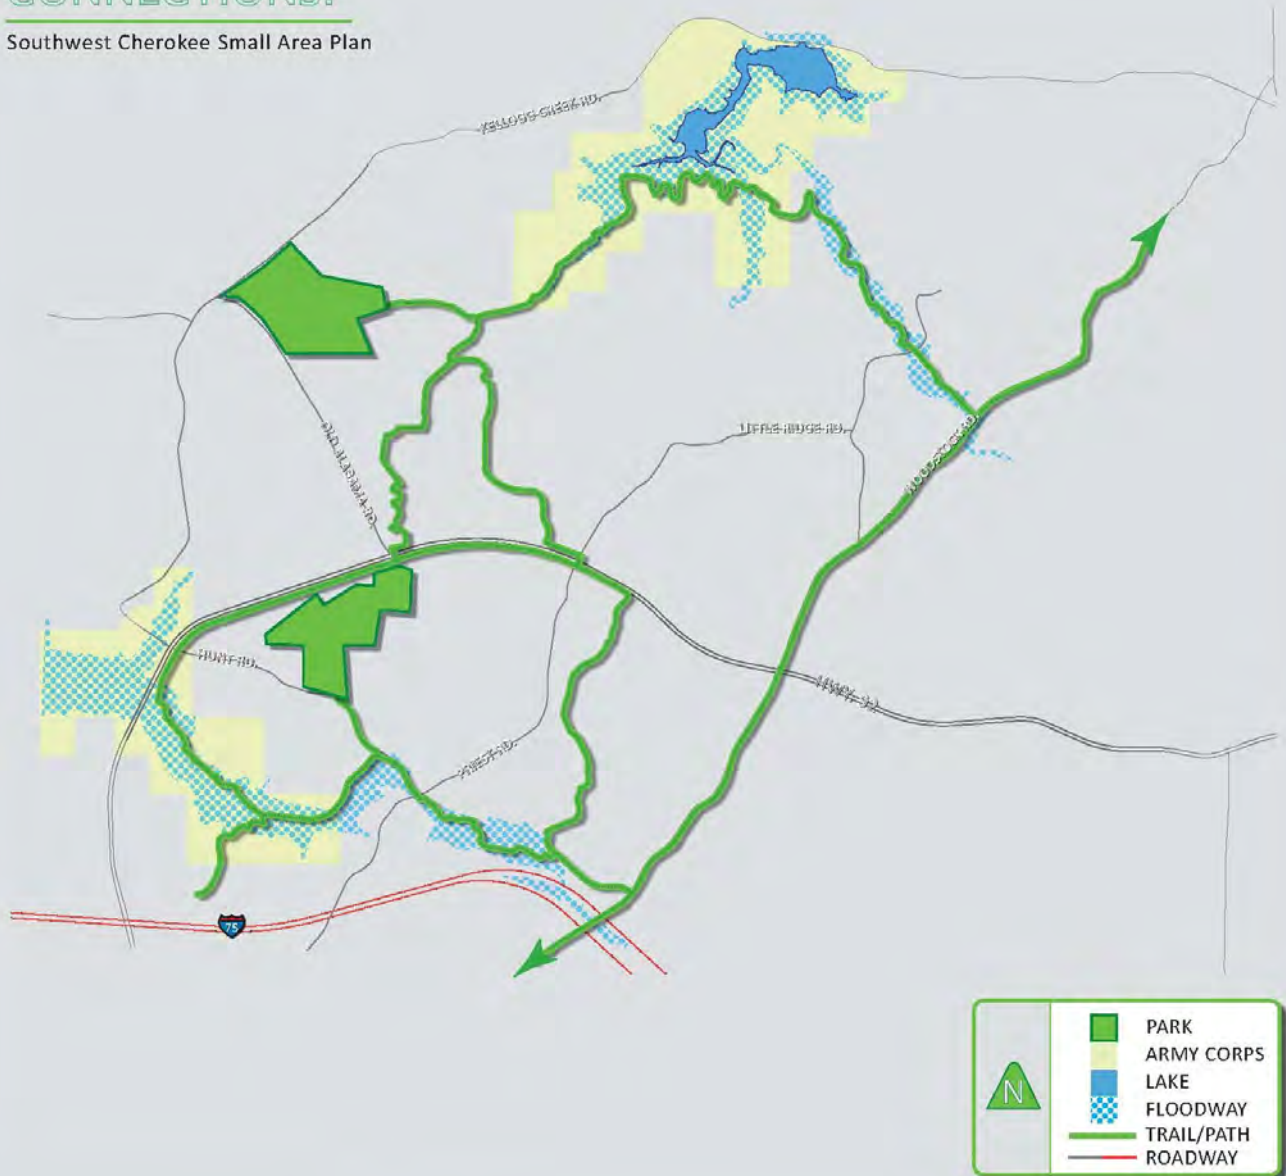 CONNECTIONS:
Southwest Cherokee Small Area Plan
KELLOGG CREEK RD.
OLD ALABAMA RD.
LITTLE RIDGE RD.
WOODSTOCK RD.
HUNT RD.
HWY. 92
PRIEST RD.
75
N
PARK
ARMY CORPS
LAKE
FLOODWAY
TRAIL/PATH
ROADWAY